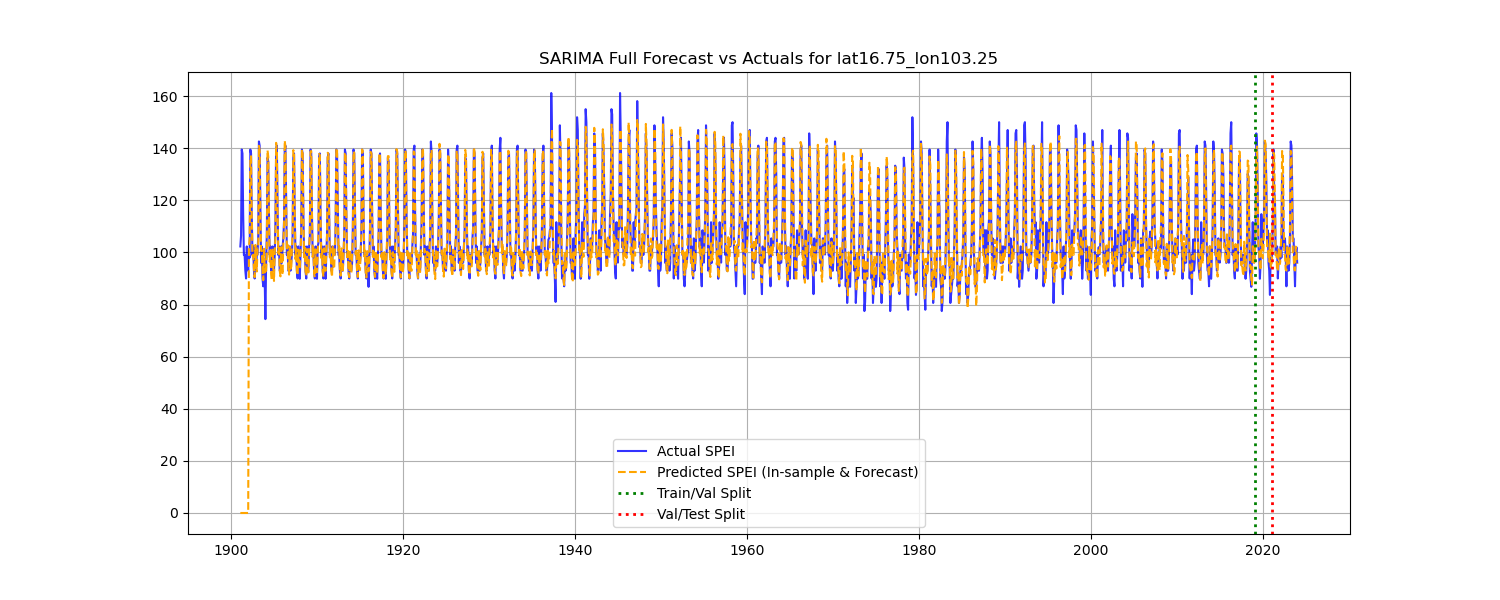 SARIMA Full Forecast vs Actuals for lat16.75_lon103.25
160
140
120
100
80
60
40
20
0
Actual SPEI
Predicted SPEI (In-sample & Forecast)
Train/Val Split
Val/Test Split
1900 1920 1940 1960 1980 2000 2020